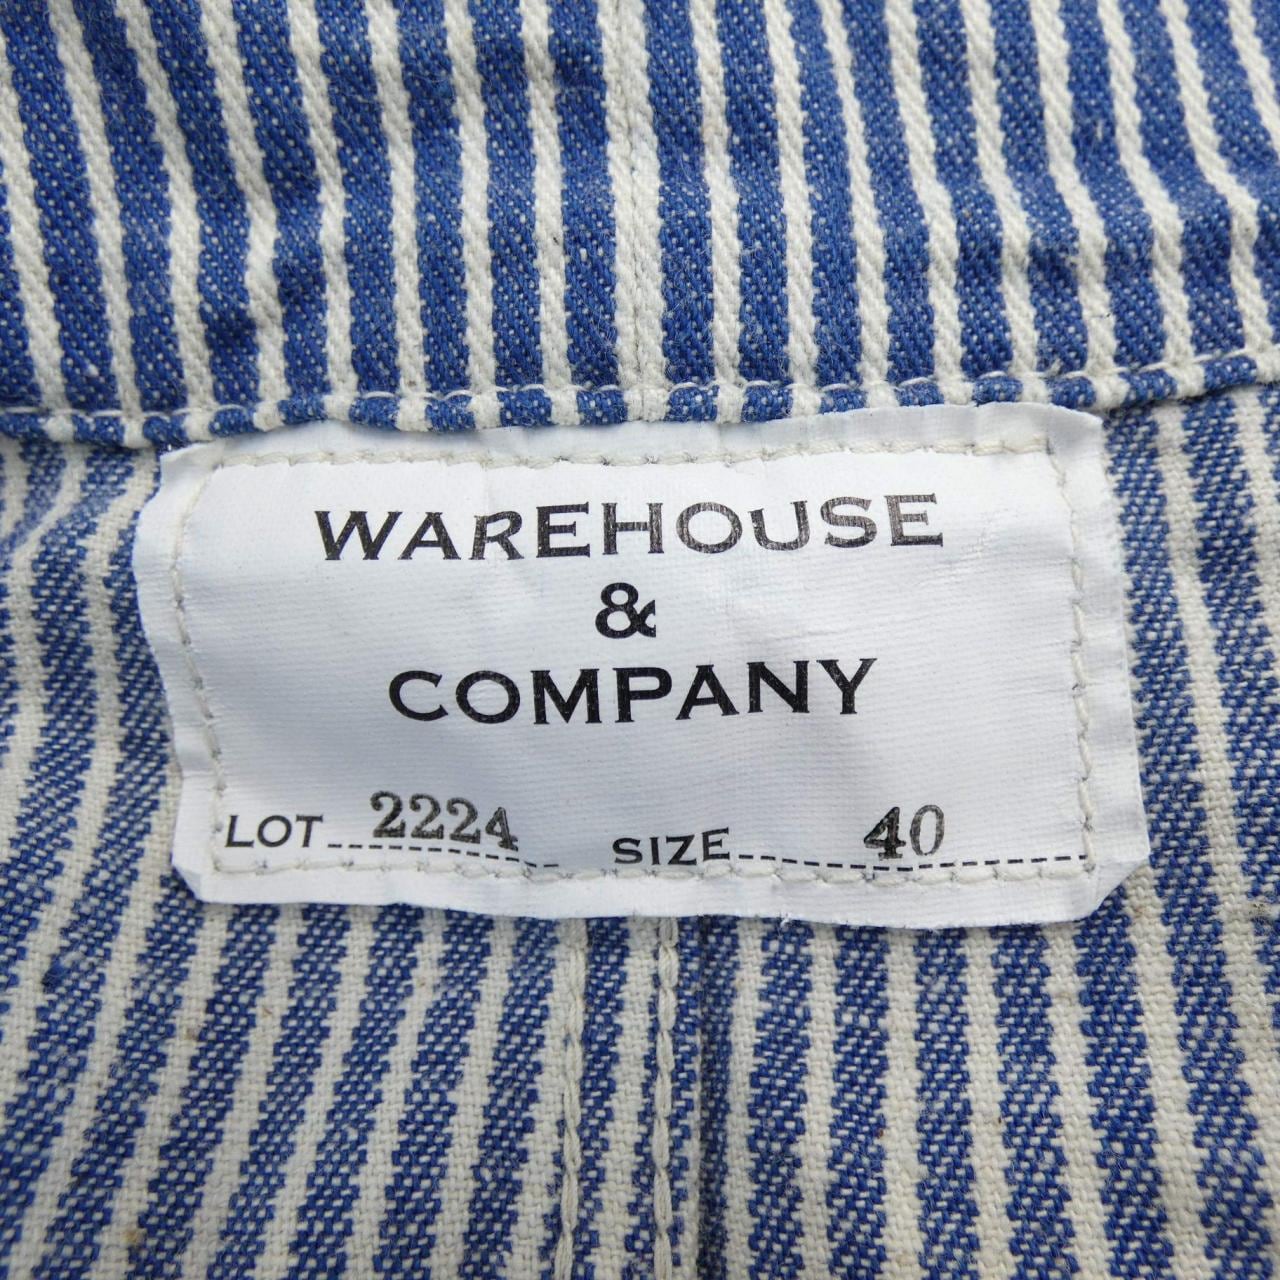 WAREHOUSE
&
COMPANY
LOT 2224 SIZE 40